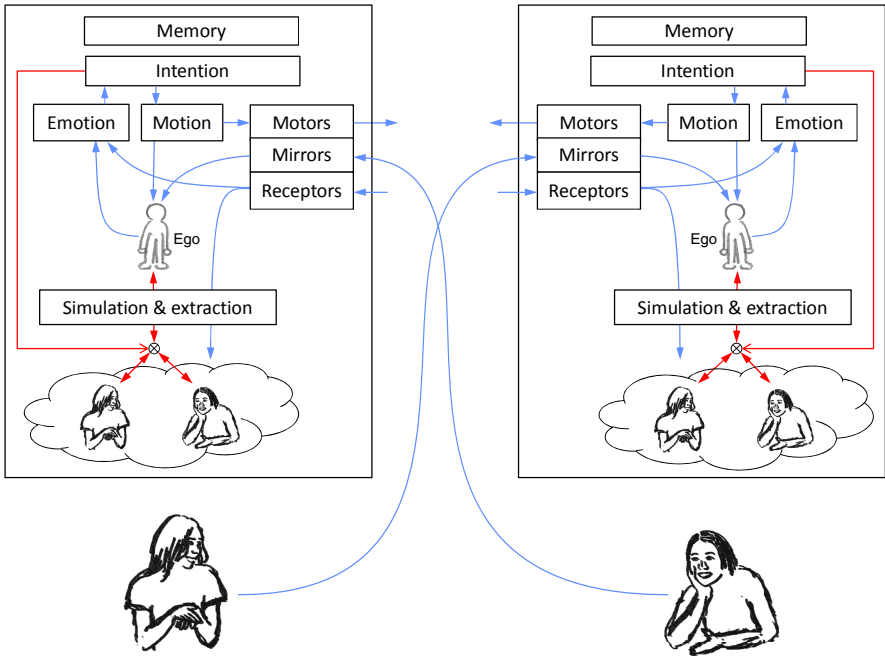 Memory
Intention
Emotion
Motion
Motors
Mirrors
Receptors
Ego
Simulation & extraction
Memory
Intention
Motors
Motion
Emotion
Mirrors
Receptors
Ego
Simulation & extraction